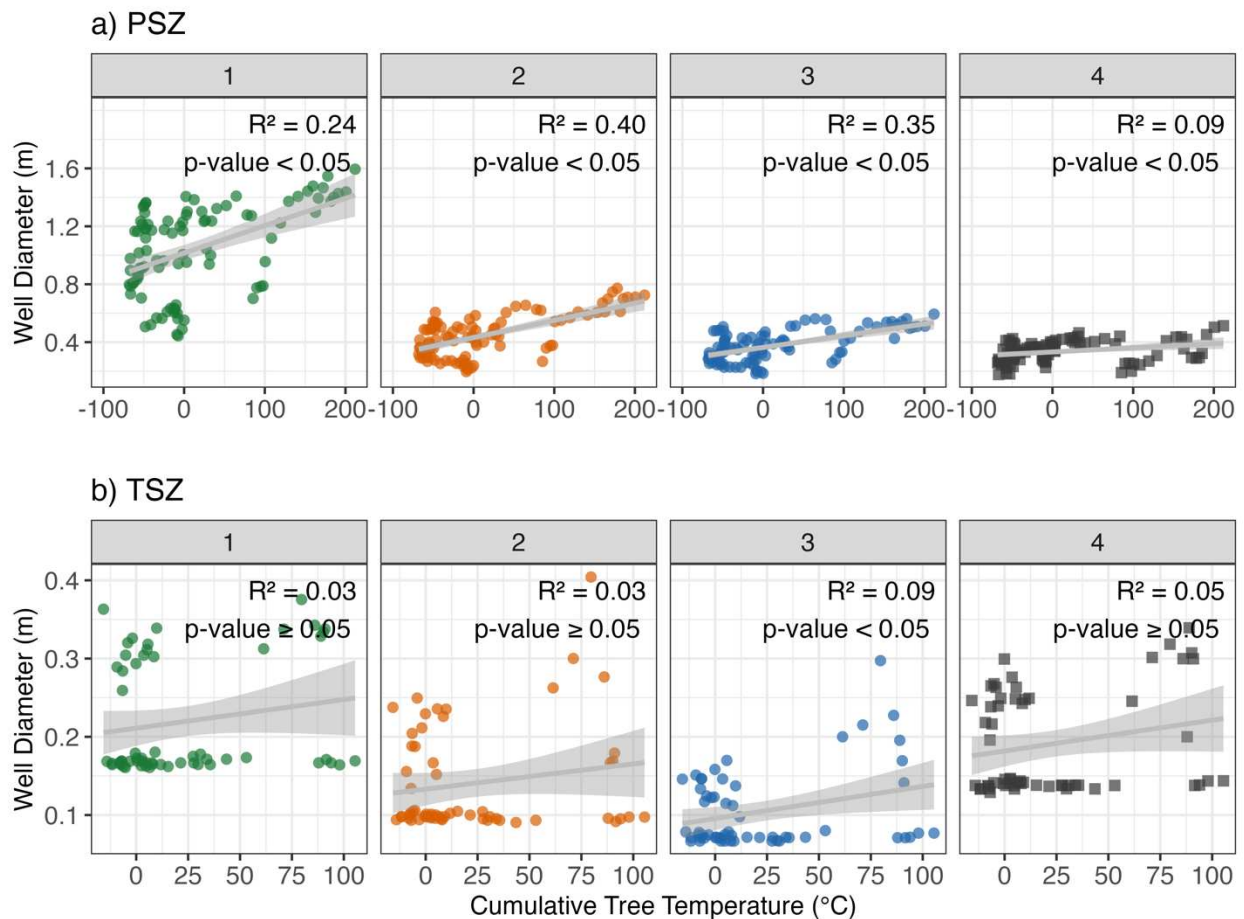 a) PSZ
1 2 3 4
R² = 0.24 R² = 0.40 R² = 0.35 R² = 0.09
p-value < 0.05 p-value < 0.05 p-value < 0.05 p-value < 0.05
Well Diameter (m)
1.6
1.2
0.8
0.4
-100 0 100 200 -100 0 100 200 -100 0 100 200 -100 0 100 200
b) TSZ
1 2 3 4
R² = 0.03 R² = 0.03 R² = 0.09 R² = 0.05
p-value ≥ 0.05 p-value ≥ 0.05 p-value < 0.05 p-value ≥ 0.05
Well Diameter (m)
0.4
0.3
0.2
0.1
0 25 50 75 100 0 25 50 75 100 0 25 50 75 100 0 25 50 75 100
Cumulative Tree Temperature (°C)